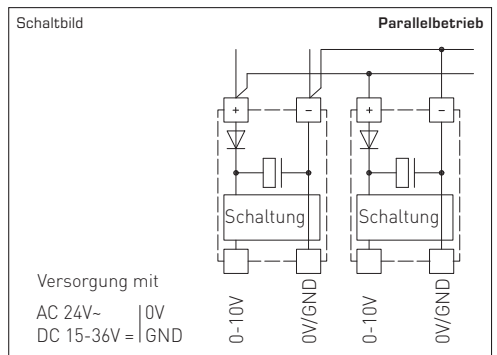 Schaltbild
Parallelbetrieb
+
−
+
−
Schaltung
Schaltung
Versorgung mit
AC 24V~ 0V
DC 15-36V = GND
0-10V
0V/GND
0-10V
0V/GND